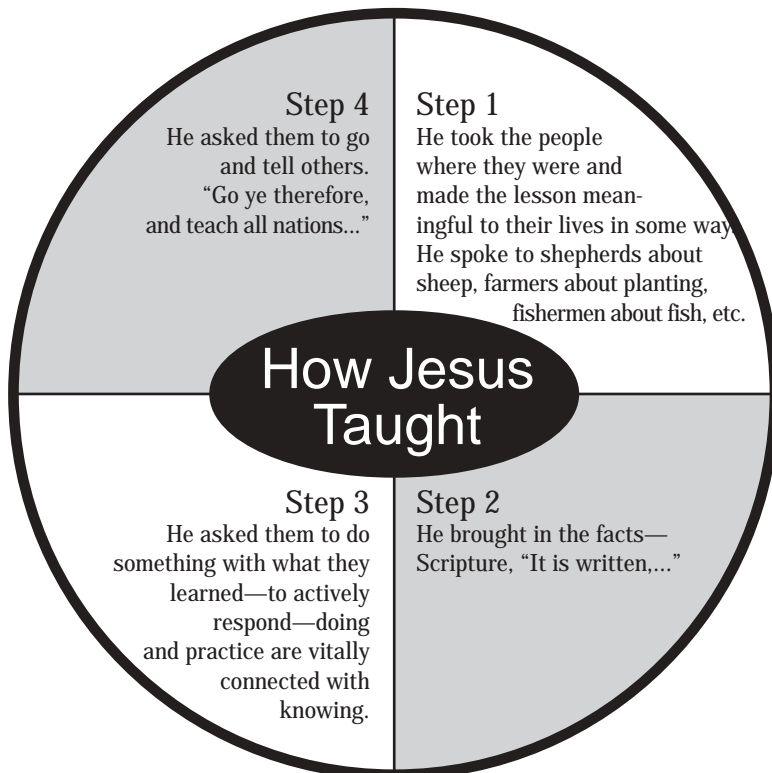 Step 4
He asked them to go
and tell others.
“Go ye therefore,
and teach all nations...”
Step 1
He took the people
where they were and
made the lesson mean-
ingful to their lives in some way.
He spoke to shepherds about
sheep, farmers about planting,
fishermen about fish, etc.
How Jesus
Taught
Step 3
He asked them to do
something with what they
learned—to actively
respond—doing
and practice are vitally
connected with
knowing.
Step 2
He brought in the facts—
Scripture, “It is written,...”